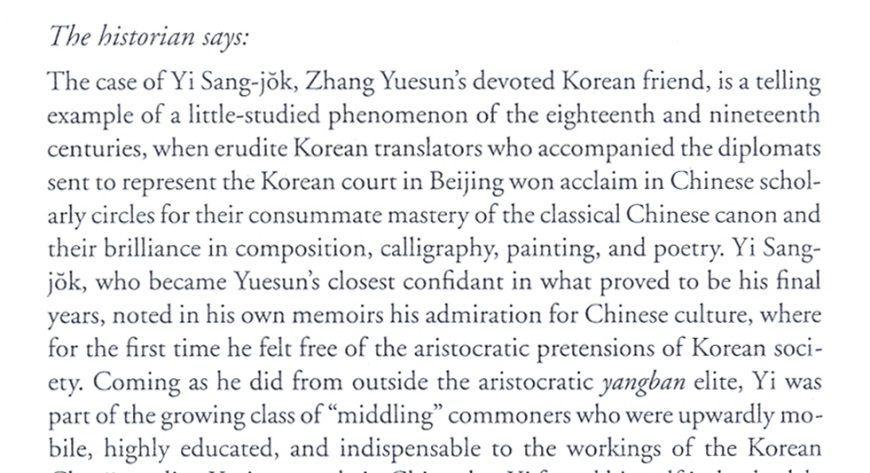 The historian says:
The case of Yi Sang-jŏk, Zhang Yuesun's devoted Korean friend, is a telling
example of a little-studied phenomenon of the eighteenth and nineteenth
centuries, when erudite Korean translators who accompanied the diplomats
sent to represent the Korean court in Beijing won acclaim in Chinese schol-
arly circles for their consummate mastery of the classical Chinese canon and
their brilliance in composition, calligraphy, painting, and poetry. Yi Sang-
jŏk, who became Yuesun's closest confidant in what proved to be his final
years, noted in his own memoirs his admiration for Chinese culture, where
for the first time he felt free of the aristocratic pretensions of Korean soci-
ety. Coming as he did from outside the aristocratic yangban elite, Yi was
part of the growing class of "middling" commoners who were upwardly mo-
bile, highly educated, and indispensable to the workings of the Korean